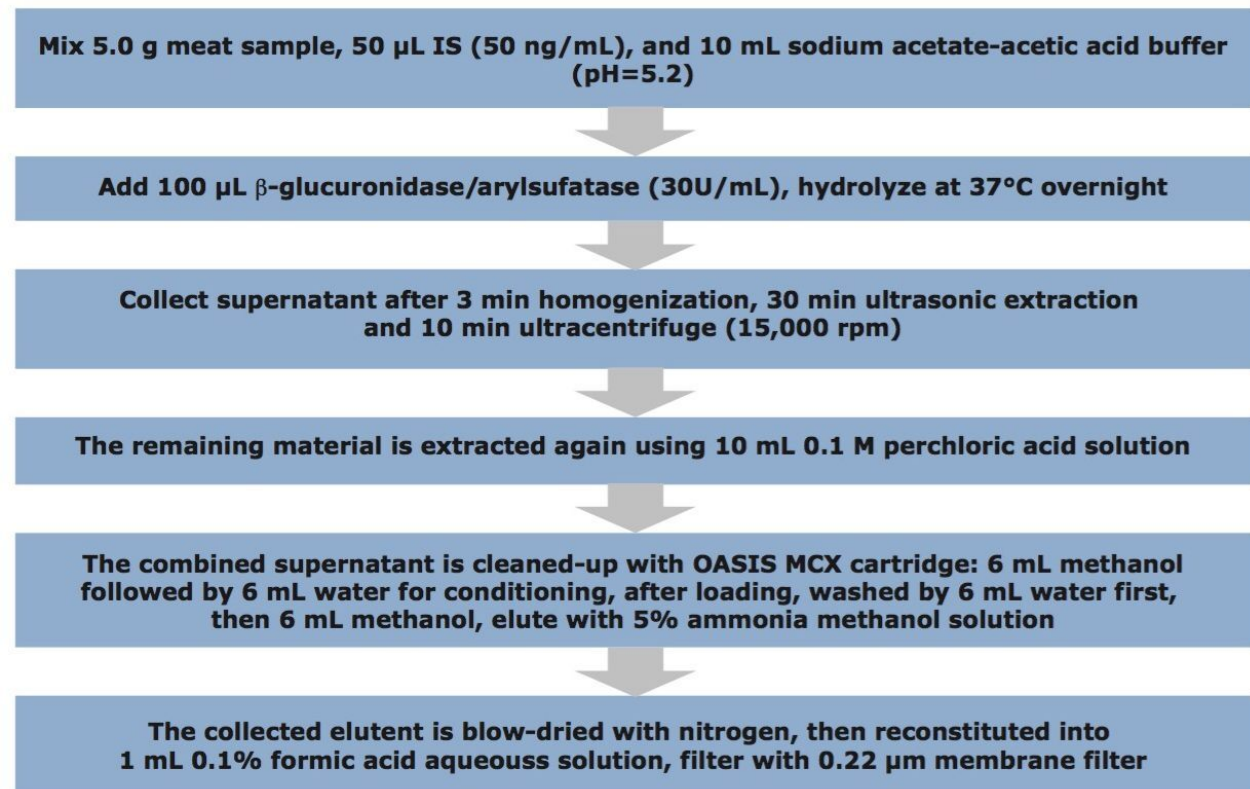 Mix 5.0 g meat sample, 50 µL IS (50 ng/mL), and 10 mL sodium acetate-acetic acid buffer
(pH=5.2)
Add 100 µL β-glucuronidase/arylsufatase (30U/mL), hydrolyze at 37°C overnight
Collect supernatant after 3 min homogenization, 30 min ultrasonic extraction
and 10 min ultracentrifuge (15,000 rpm)
The remaining material is extracted again using 10 mL 0.1 M perchloric acid solution
The combined supernatant is cleaned-up with OASIS MCX cartridge: 6 mL methanol
followed by 6 mL water for conditioning, after loading, washed by 6 mL water first,
then 6 mL methanol, elute with 5% ammonia methanol solution
The collected elutent is blow-dried with nitrogen, then reconstituted into
1 mL 0.1% formic acid aqueouss solution, filter with 0.22 µm membrane filter